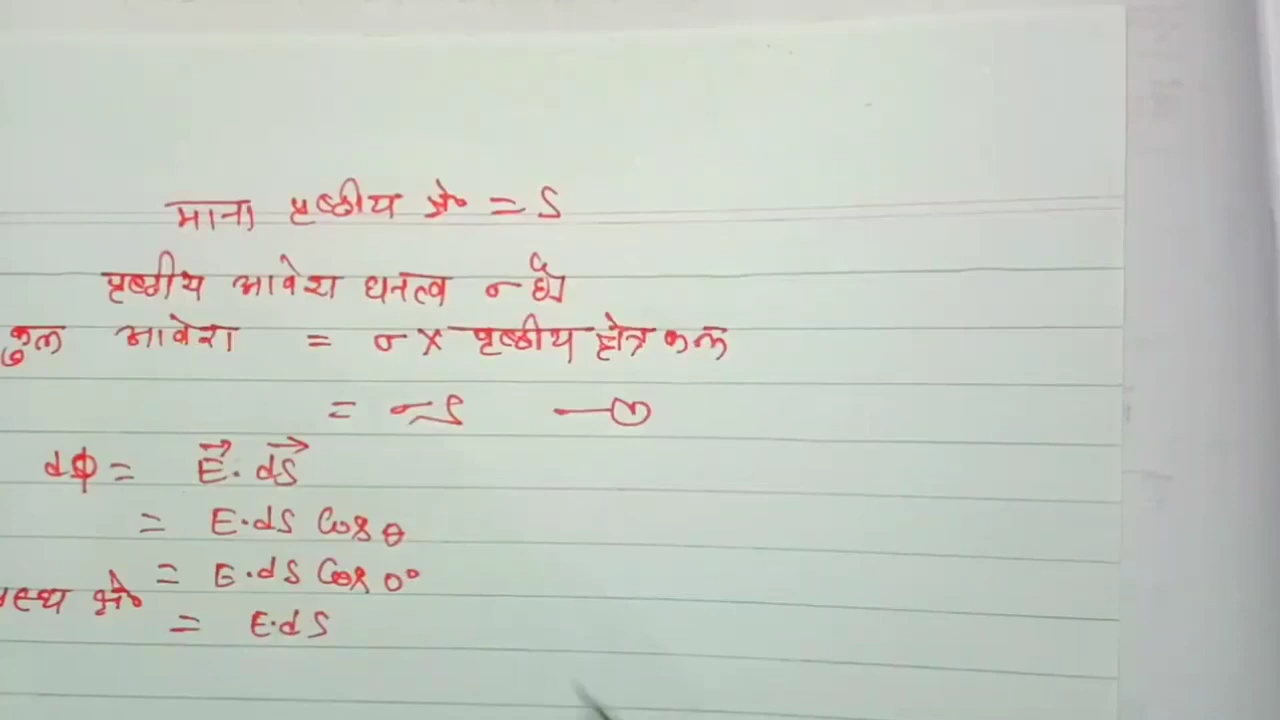 माना पृष्ठीय क्षे० = S
पृष्ठीय आवेश घनत्व σ है
कुल आवेश = σ × पृष्ठीय क्षेत्रफल
= σS —①
dϕ = E⃗.dS⃗
= E.dS Cos θ
= E.dS Cos 0°
= E.dS